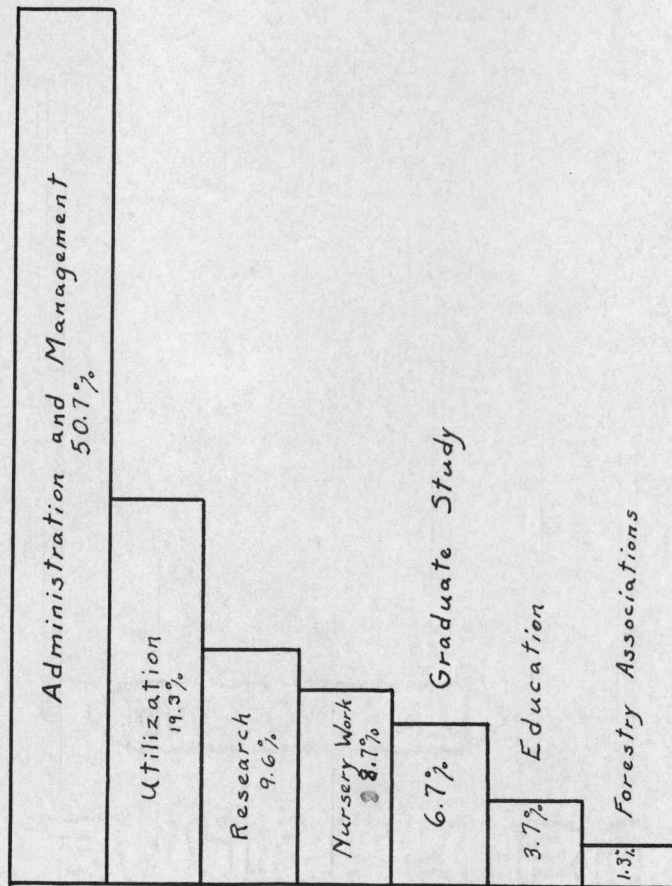 Administration and Management
50.7%
Utilization
19.3%
Research
9.6%
Nursery Work
8.7%
Graduate Study
6.7%
Education
3.7%
Forestry Associations
1.3%